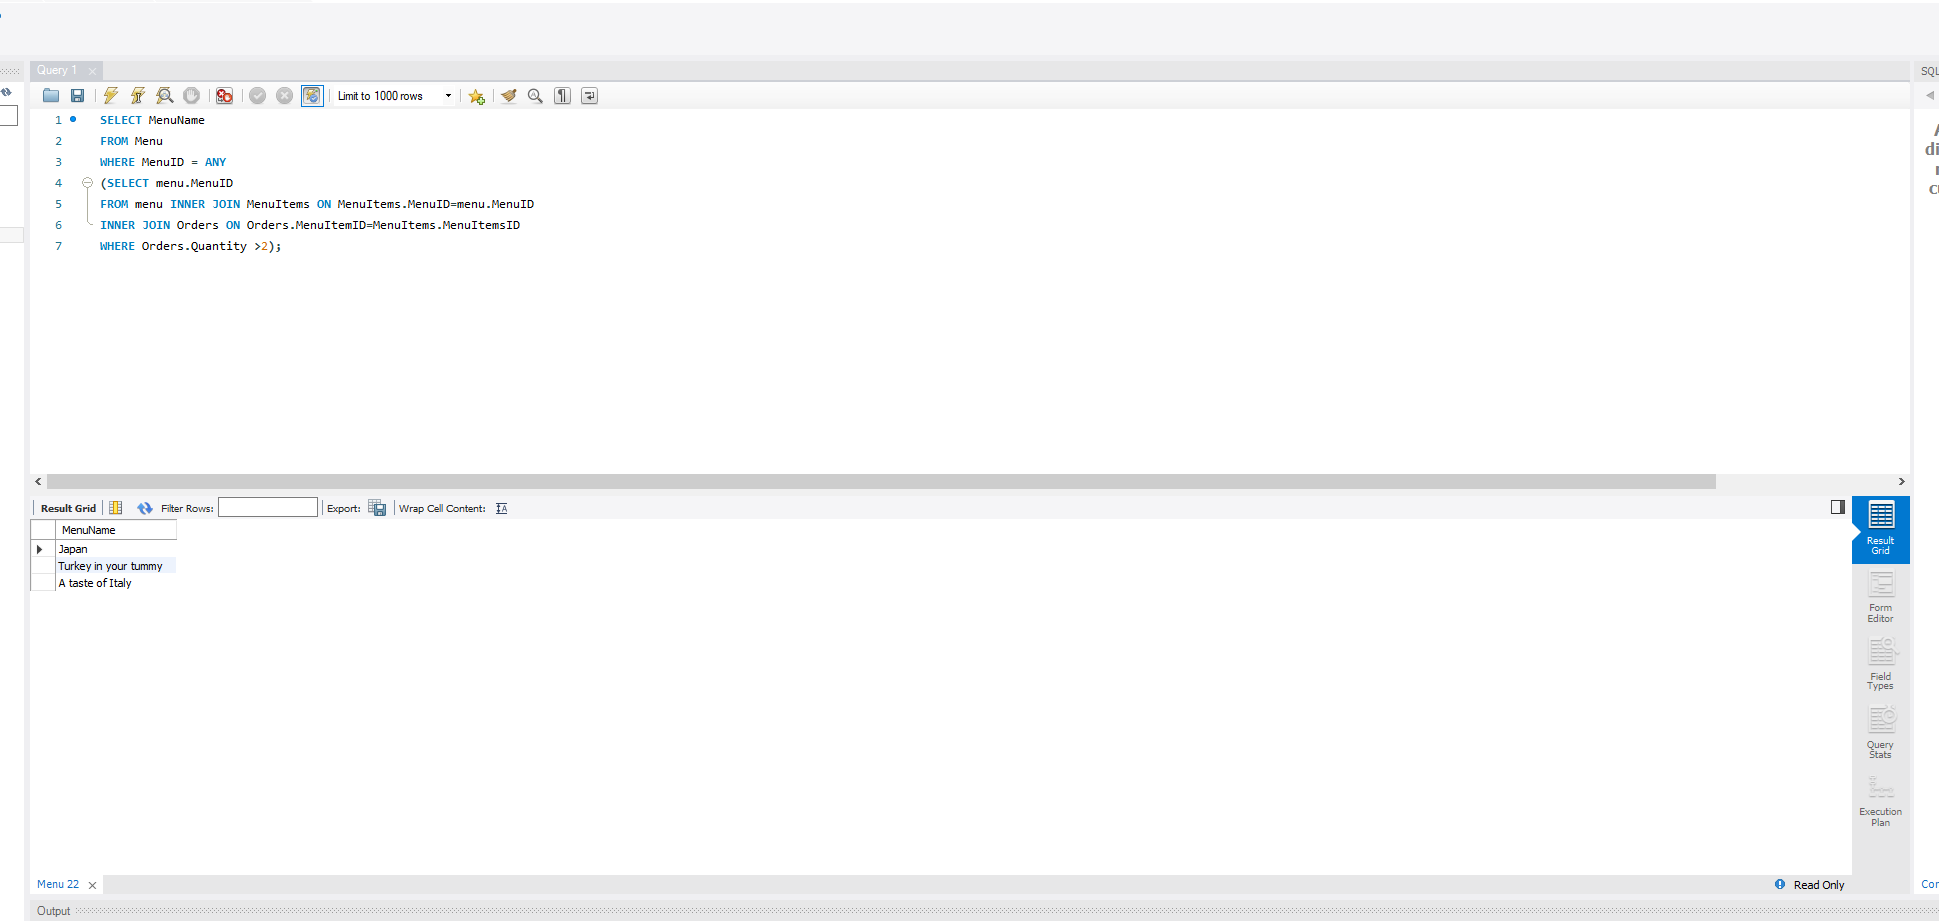 Query 1
SQL
Limit to 1000 rows
1 SELECT MenuName
2 FROM Menu
3 WHERE MenuID = ANY
4 (SELECT menu.MenuID
5 FROM menu INNER JOIN MenuItems ON MenuItems.MenuID=menu.MenuID
6 INNER JOIN Orders ON Orders.MenuItemID=MenuItems.MenuItemsID
7 WHERE Orders.Quantity >2);
Result Grid
Filter Rows:
Export:
Wrap Cell Content:
MenuName
Japan
Turkey in your tummy
A taste of Italy
Result
Grid
Form
Editor
Field
Types
Query
Stats
Execution
Plan
Menu 22
Read Only
Output